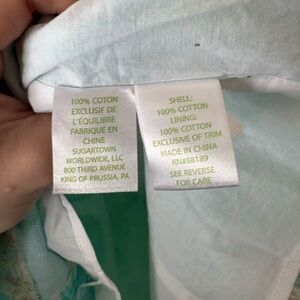 100% COTON
EXCLUSIF DE
L'ÉQUILIBRE
FABRIQUE EN
CHINE
SUGARTOWN
WORLDWIDE, LLC
800 THIRD AVENUE
KING OF PRUSSIA, PA
SHELL:
100% COTTON
LINING:
100% COTTON
EXCLUSIVE OF TRIM
MADE IN CHINA
RN#88189
SEE REVERSE
FOR CARE